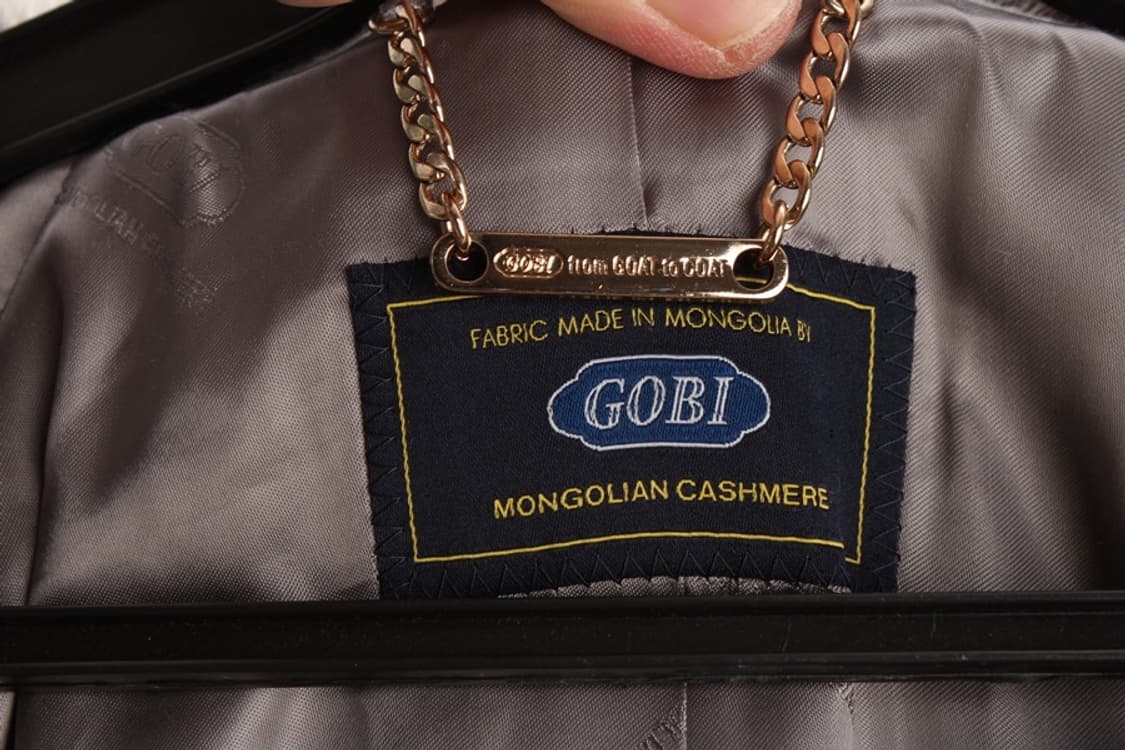 GOBI from GOAT to COAT
FABRIC MADE IN MONGOLIA BY
GOBI
MONGOLIAN CASHMERE